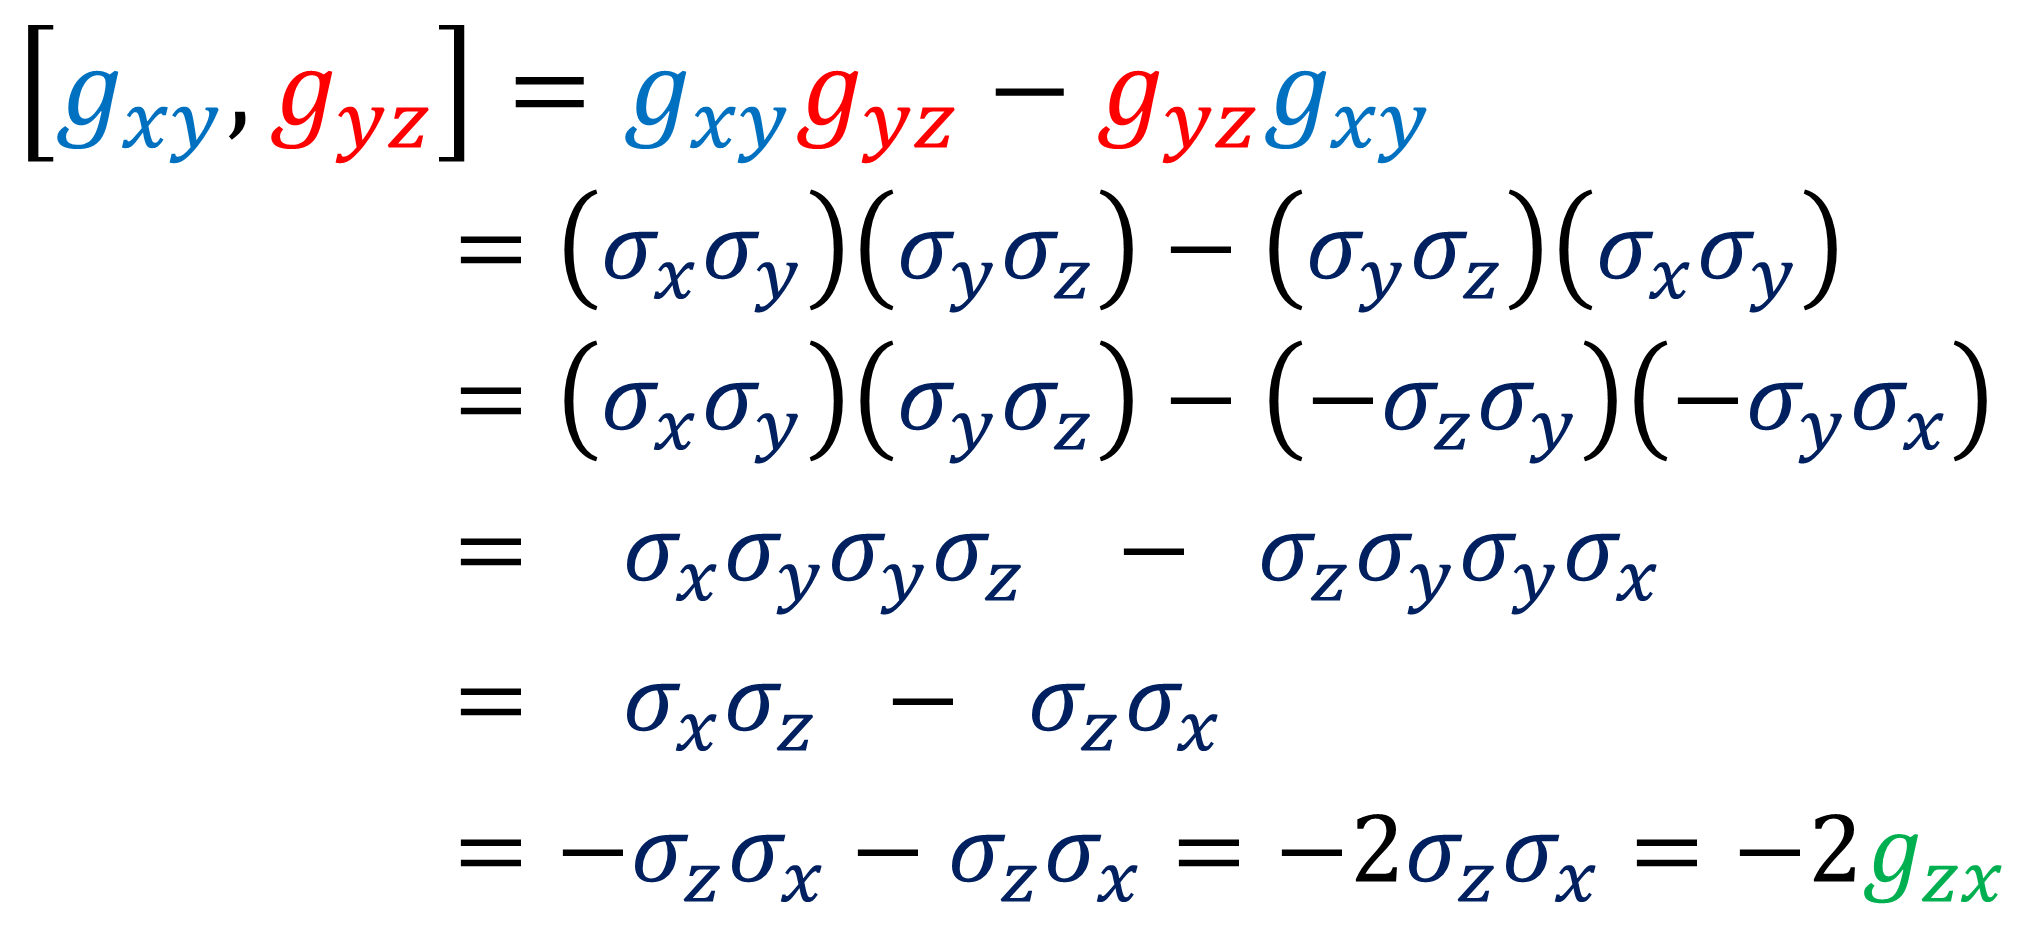 [g_{xy}, g_{yz}] = g_{xy}g_{yz} − g_{yz}g_{xy}
= (σ_xσ_y)(σ_yσ_z) − (σ_yσ_z)(σ_xσ_y)
= (σ_xσ_y)(σ_yσ_z) − (−σ_zσ_y)(−σ_yσ_x)
= σ_xσ_yσ_yσ_z − σ_zσ_yσ_yσ_x
= σ_xσ_z − σ_zσ_x
= −σ_zσ_x − σ_zσ_x = −2σ_zσ_x = −2g_{zx}